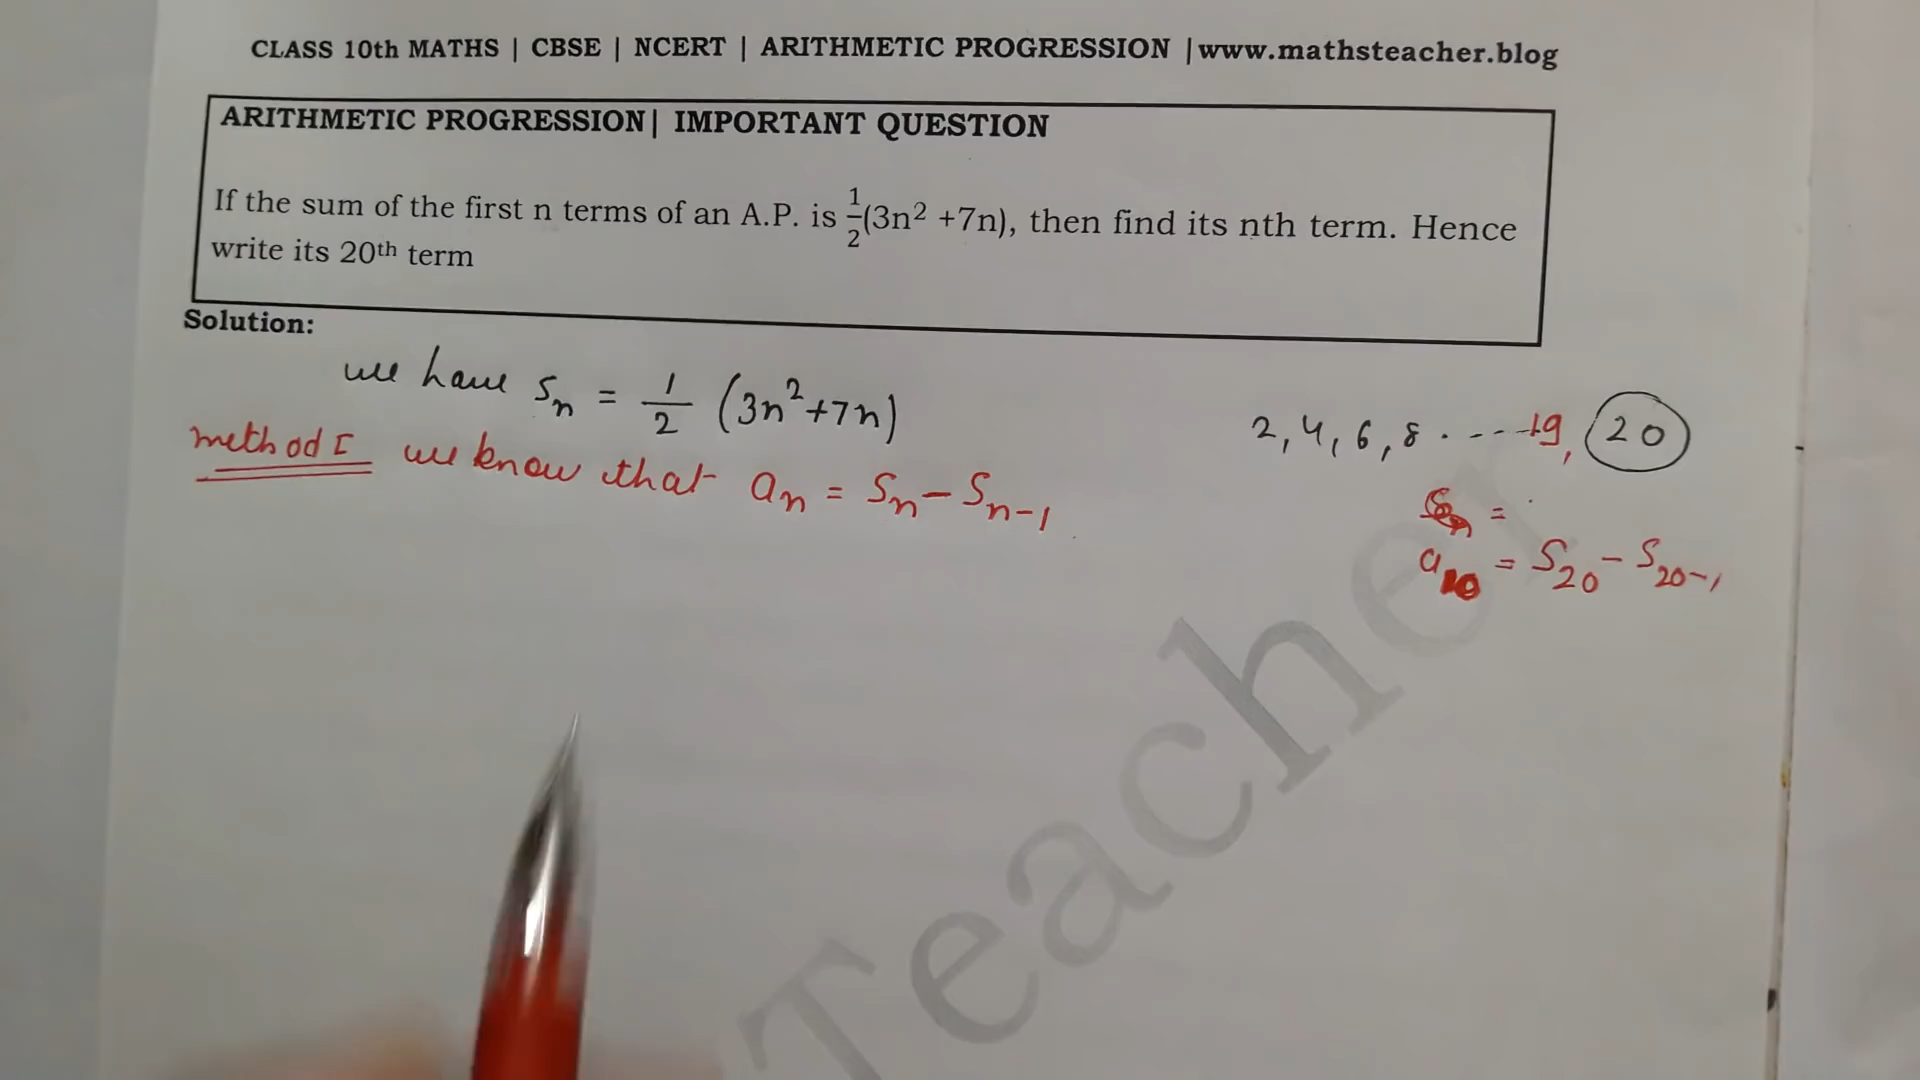 CLASS 10th MATHS | CBSE | NCERT | ARITHMETIC PROGRESSION |www.mathsteacher.blog
ARITHMETIC PROGRESSION| IMPORTANT QUESTION
If the sum of the first n terms of an A.P. is 1/2(3n² +7n), then find its nth term. Hence
write its 20th term
Solution:
we have Sn = 1/2 (3n²+7n)
2, 4, 6, 8 . - - - 19, 20
method I we know that an = Sn – Sn-1
=
a20 = S20 – S20-1
Teacher